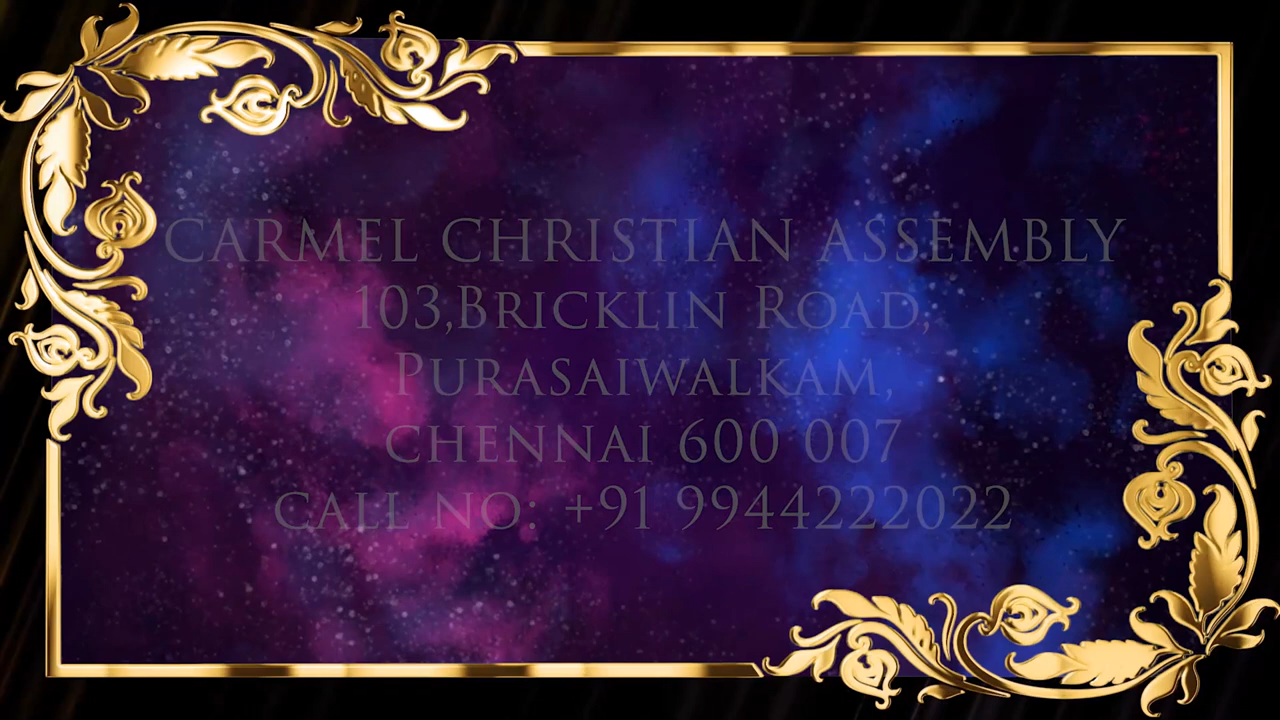 CARMEL CHRISTIAN ASSEMBLY
103,BRICKLIN ROAD,
PURASAIWALKAM,
CHENNAI 600 007
CALL NO: +91 9944222022